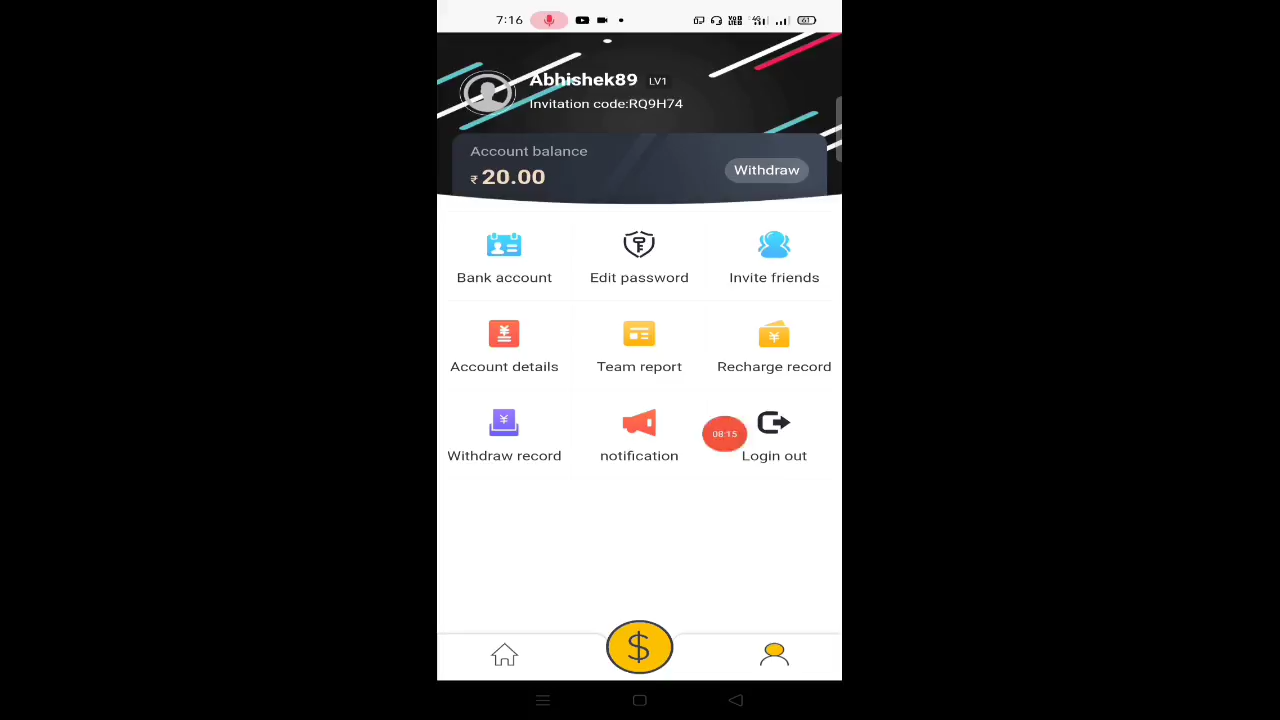 7:16
61
Abhishek89 LV1
Invitation code:RQ9H74
Account balance
₹ 20.00
Withdraw
Bank account
Edit password
Invite friends
Account details
Team report
Recharge record
Withdraw record
notification
08:15
Login out